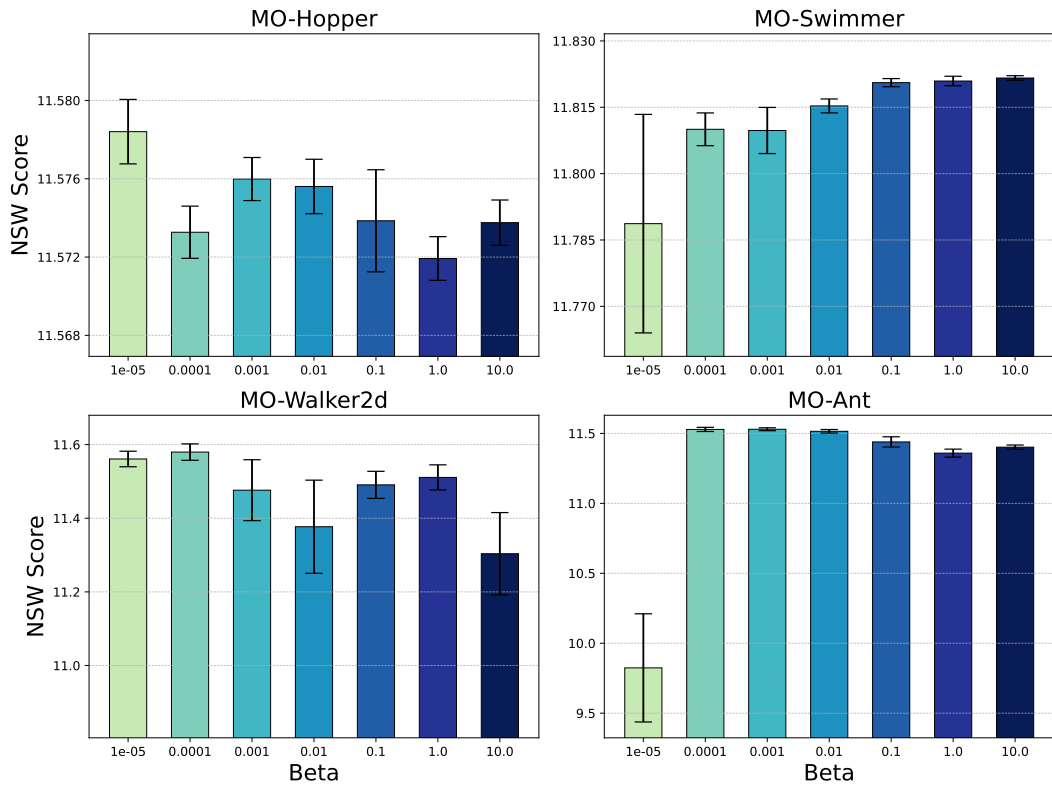 MO-Hopper
NSW Score
11.580
11.576
11.572
11.568
1e-05 0.0001 0.001 0.01 0.1 1.0 10.0
MO-Swimmer
11.830
11.815
11.800
11.785
11.770
1e-05 0.0001 0.001 0.01 0.1 1.0 10.0
MO-Walker2d
NSW Score
11.6
11.4
11.2
11.0
1e-05 0.0001 0.001 0.01 0.1 1.0 10.0
Beta
MO-Ant
11.5
11.0
10.5
10.0
9.5
1e-05 0.0001 0.001 0.01 0.1 1.0 10.0
Beta